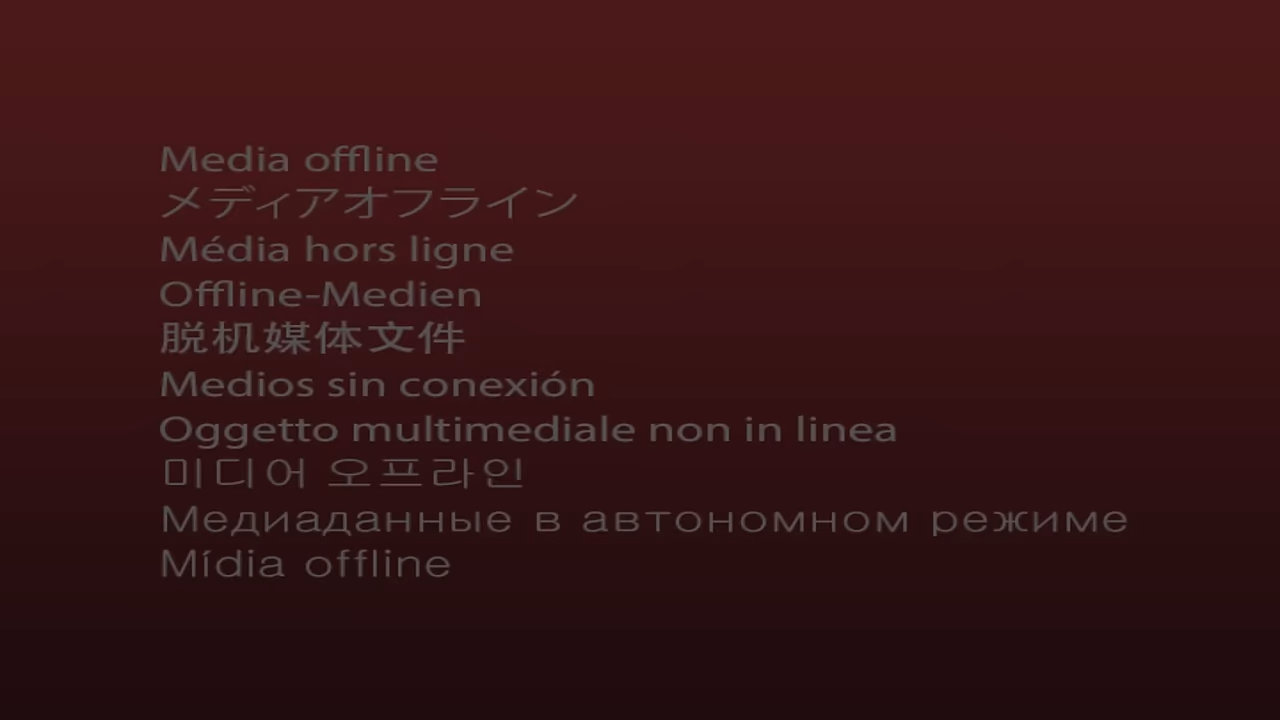 Media offline
メディアオフライン
Média hors ligne
Offline-Medien
脱机媒体文件
Medios sin conexión
Oggetto multimediale non in linea
미디어 오프라인
Медиаданные в автономном режиме
Mídia offline